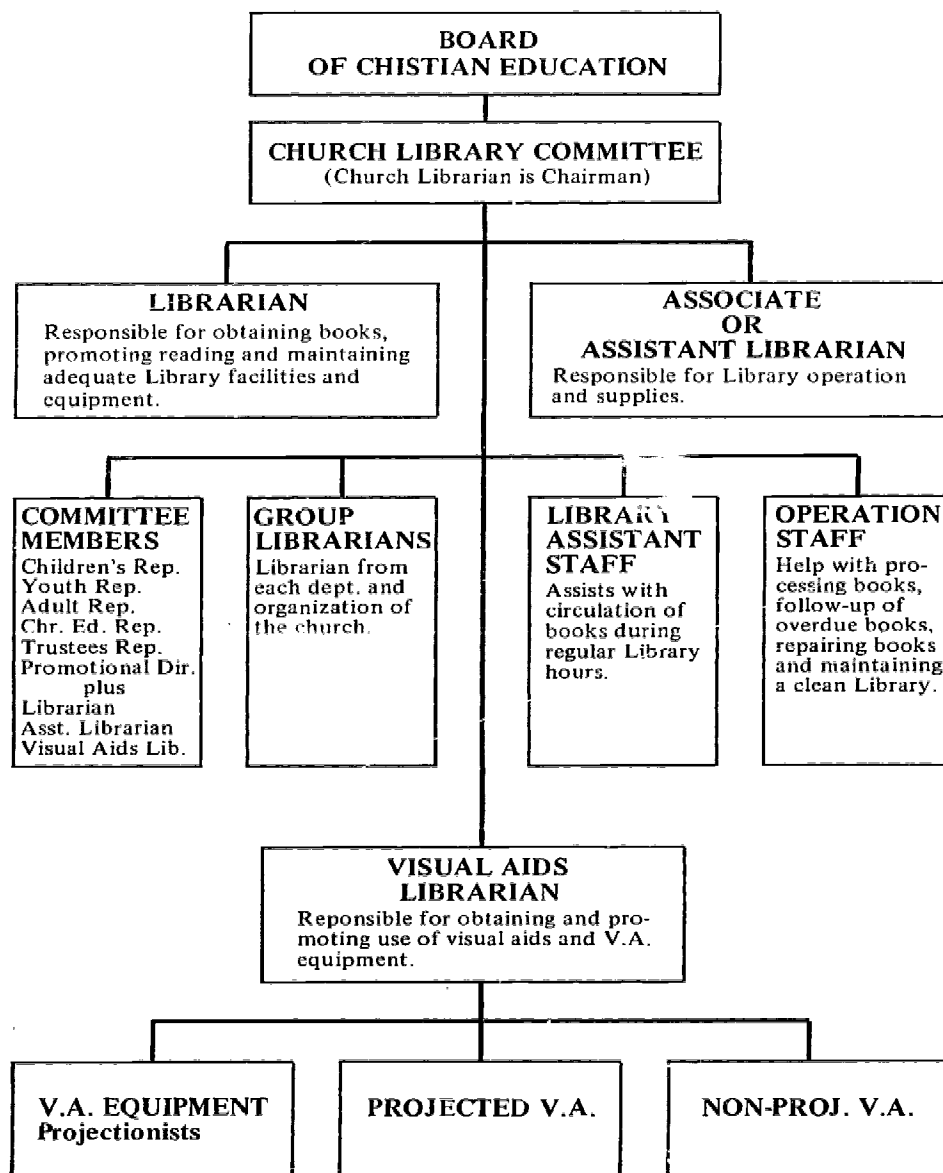 BOARD
OF CHISTIAN EDUCATION
CHURCH LIBRARY COMMITTEE
(Church Librarian is Chairman)
LIBRARIAN
Responsible for obtaining books,
promoting reading and maintaining
adequate Library facilities and
equipment.
ASSOCIATE
OR
ASSISTANT LIBRARIAN
Responsible for Library operation
and supplies.
COMMITTEE
MEMBERS
Children's Rep.
Youth Rep.
Adult Rep.
Chr. Ed. Rep.
Trustees Rep.
Promotional Dir.
plus
Librarian
Asst. Librarian
Visual Aids Lib.
GROUP
LIBRARIANS
Librarian from
each dept. and
organization of
the church.
LIBRARY
ASSISTANT
STAFF
Assists with
circulation of
books during
regular Library
hours.
OPERATION
STAFF
Help with pro-
cessing books,
follow-up of
overdue books,
repairing books
and maintaining
a clean Library.
VISUAL AIDS
LIBRARIAN
Reponsible for obtaining and pro-
moting use of visual aids and V.A.
equipment.
V.A. EQUIPMENT
Projectionists
PROJECTED V.A.
NON-PROJ. V.A.